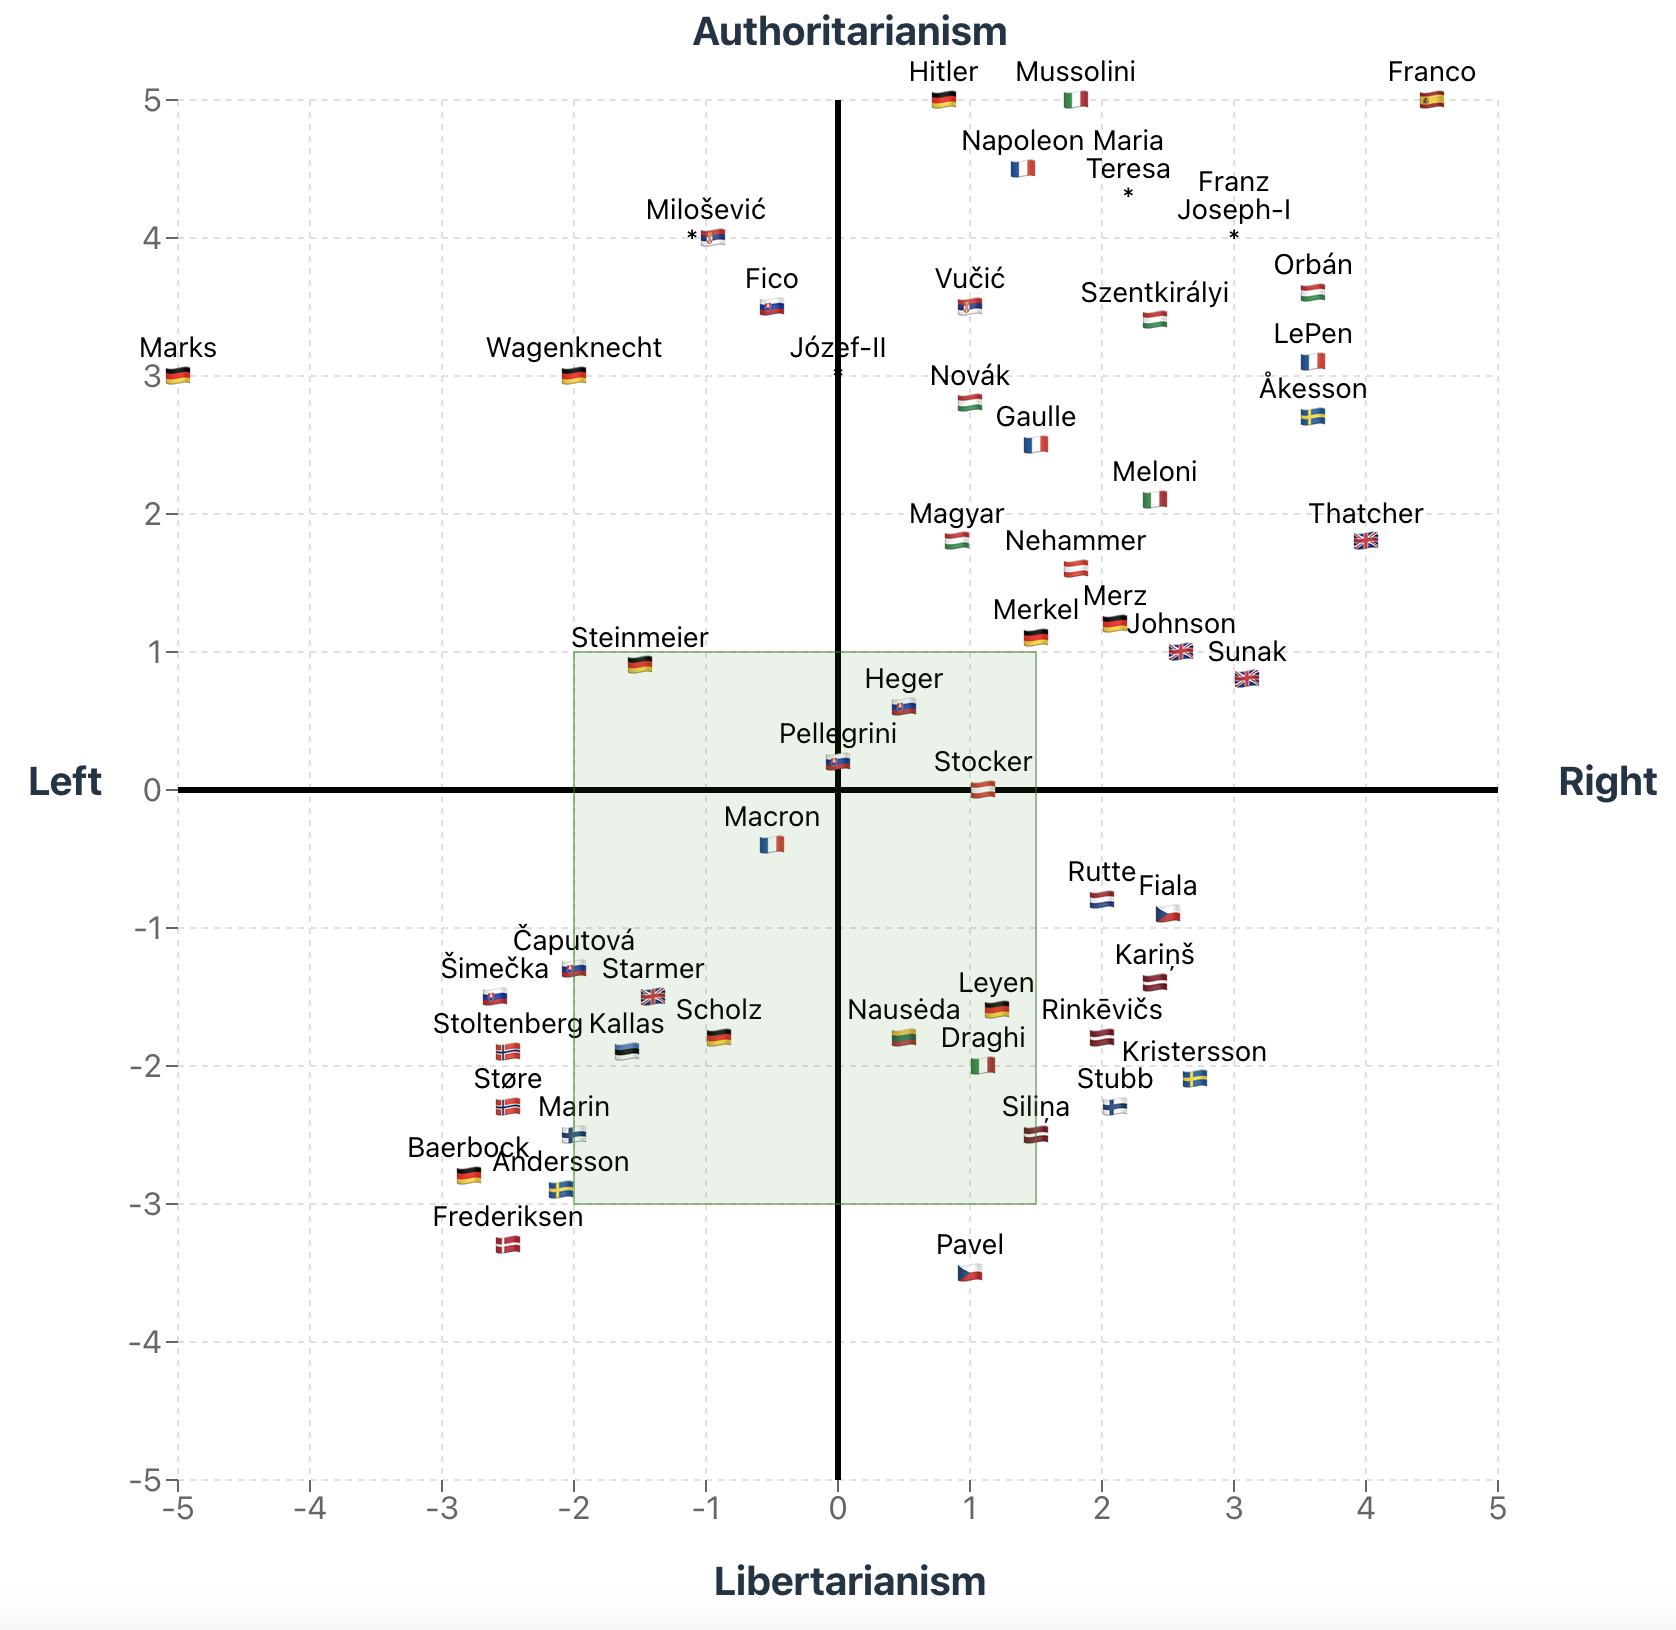 Authoritarianism
Hitler
Mussolini
Franco
5
Napoleon
Maria
Teresa
*
Franz
Joseph-I
*
Milošević
*
4
Orbán
Fico
Vučić
Szentkirályi
LePen
Marks
Wagenknecht
Józef-II
*
3
Novák
Åkesson
Gaulle
Meloni
2
Magyar
Thatcher
Nehammer
Merz
Merkel
Johnson
Steinmeier
1
Sunak
Heger
Pellegrini
Stocker
Left
0
Right
Macron
Rutte
Fiala
-1
Čaputová
Kariņš
Šimečka
Starmer
Leyen
Scholz
Nausėda
Rinkēvičs
Stoltenberg
Kallas
Draghi
Kristersson
-2
Støre
Stubb
Marin
Siliņa
Baerbock
Andersson
-3
Frederiksen
Pavel
-4
-5
-5 -4 -3 -2 -1 0 1 2 3 4 5
Libertarianism